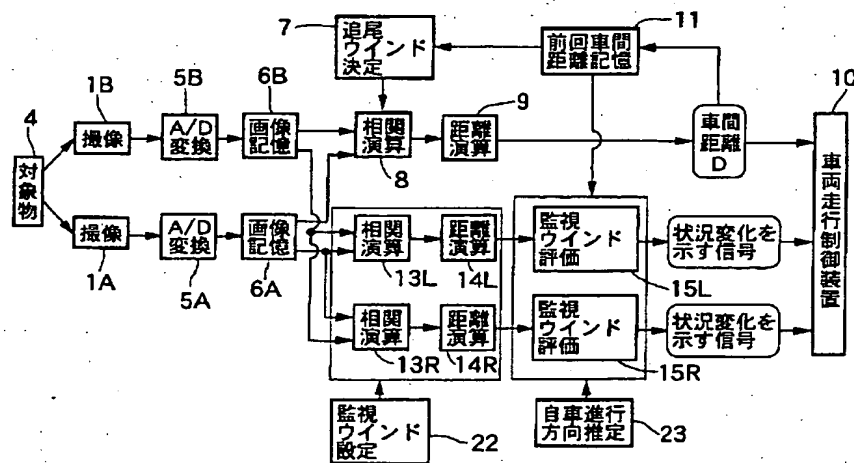 7
追尾
ウインド
決定
11
前回車間
距離記憶
10
車両走行制御装置
4
対象物
1B
撮像
5B
A/D
変換
6B
画像
記憶
相関
演算
8
9
距離
演算
車間
距離
D
1A
撮像
5A
A/D
変換
6A
画像
記憶
相関
演算
13L
距離
演算
14L
監視
ウインド
評価
15L
状況変化を
示す信号
相関
演算
13R
距離
演算
14R
監視
ウインド
評価
15R
状況変化を
示す信号
監視
ウインド
設定
22
自車進行
方向推定
23